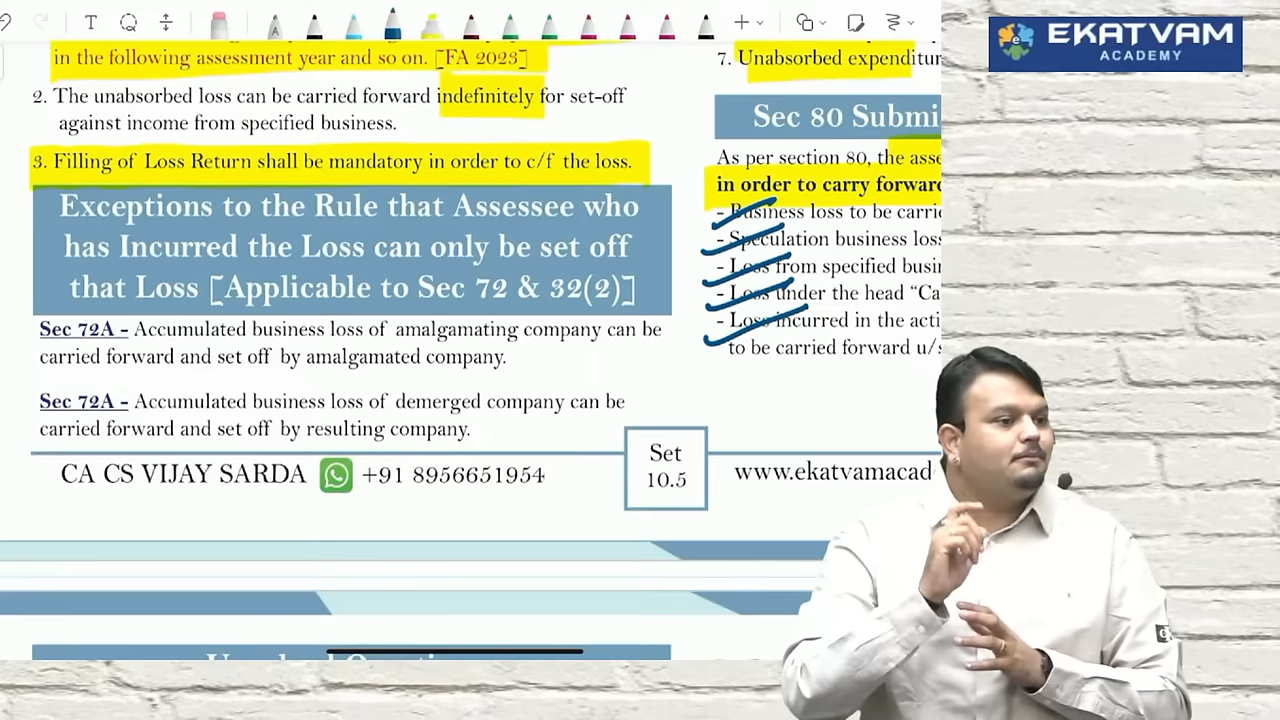 in the following assessment year and so on. [FA 2023]
2. The unabsorbed loss can be carried forward indefinitely for set-off
against income from specified business.
3. Filling of Loss Return shall be mandatory in order to c/f the loss.
Exceptions to the Rule that Assessee who
has Incurred the Loss can only be set off
that Loss [Applicable to Sec 72 & 32(2)]
Sec 72A - Accumulated business loss of amalgamating company can be
carried forward and set off by amalgamated company.
Sec 72A - Accumulated business loss of demerged company can be
carried forward and set off by resulting company.
CA CS VIJAY SARDA +91 8956651954
Set
10.5
7. Unabsorbed expenditur
Sec 80 Submi
As per section 80, the asse
in order to carry forward
- Business loss to be carrie
- Speculation business loss
- Loss from specified busin
- Loss under the head “Ca
- Loss incurred in the acti
to be carried forward u/s
www.ekatvamacad
EKATVAM
ACADEMY